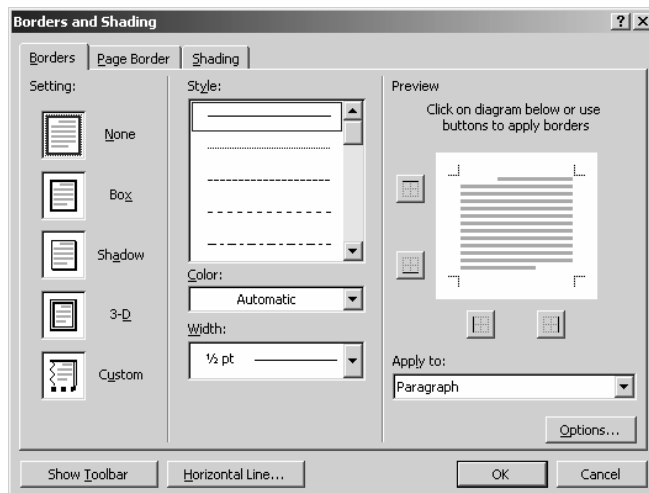 Borders and Shading
Borders
Page Border
Shading
Setting:
None
Box
Shadow
3-D
Custom
Style:
Color:
Automatic
Width:
½ pt
Preview
Click on diagram below or use
buttons to apply borders
Apply to:
Paragraph
Options...
Show Toolbar
Horizontal Line...
OK
Cancel